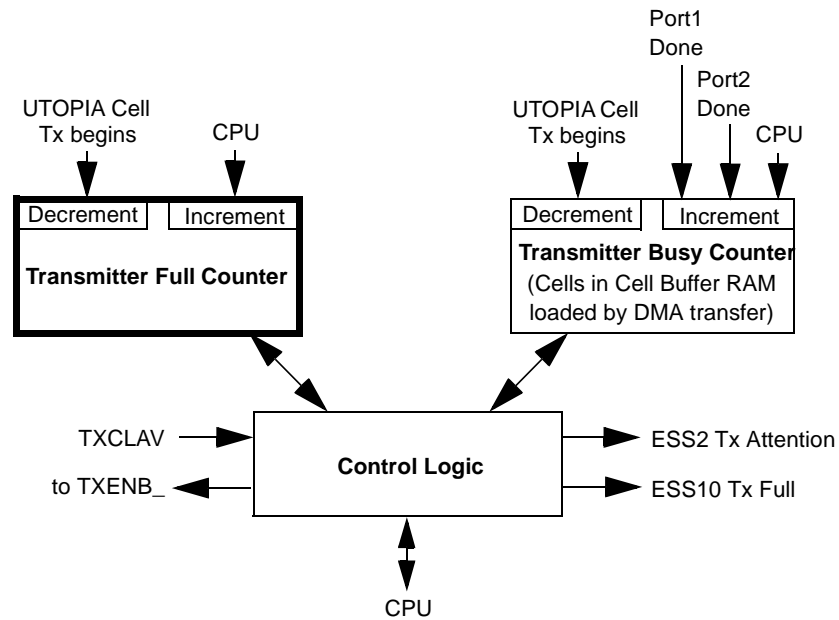 Port1
Done
Port2
Done
UTOPIA Cell
Tx begins
CPU
UTOPIA Cell
Tx begins
CPU
Decrement
Increment
Transmitter Full Counter
Decrement
Increment
Transmitter Busy Counter
(Cells in Cell Buffer RAM
loaded by DMA transfer)
TXCLAV
to TXENB_
Control Logic
ESS2 Tx Attention
ESS10 Tx Full
CPU